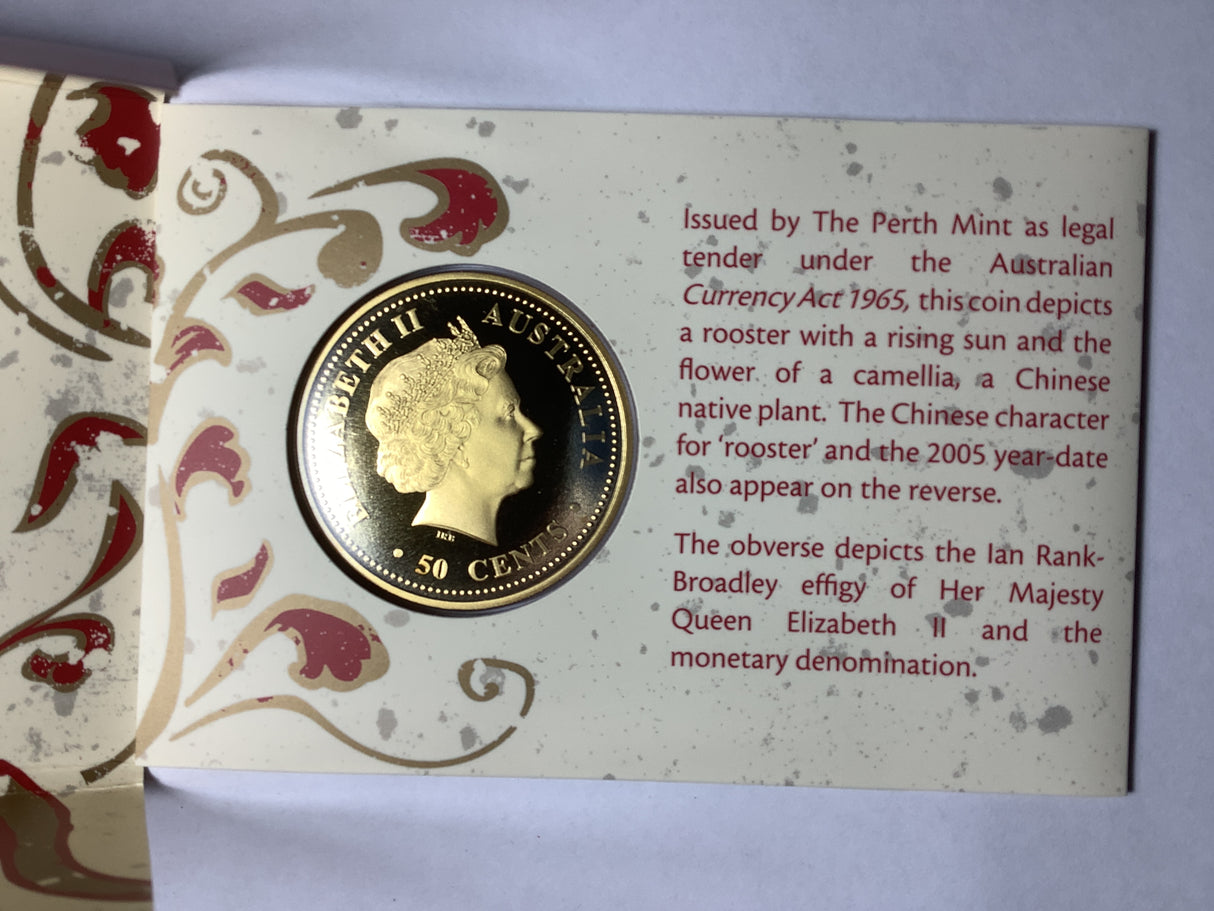 ELIZABETH II AUSTRALIA
IRB
• 50 CENTS •
Issued by The Perth Mint as legal
tender under the Australian
Currency Act 1965, this coin depicts
a rooster with a rising sun and the
flower of a camellia, a Chinese
native plant. The Chinese character
for 'rooster' and the 2005 year-date
also appear on the reverse.
The obverse depicts the Ian Rank-
Broadley effigy of Her Majesty
Queen Elizabeth II and the
monetary denomination.